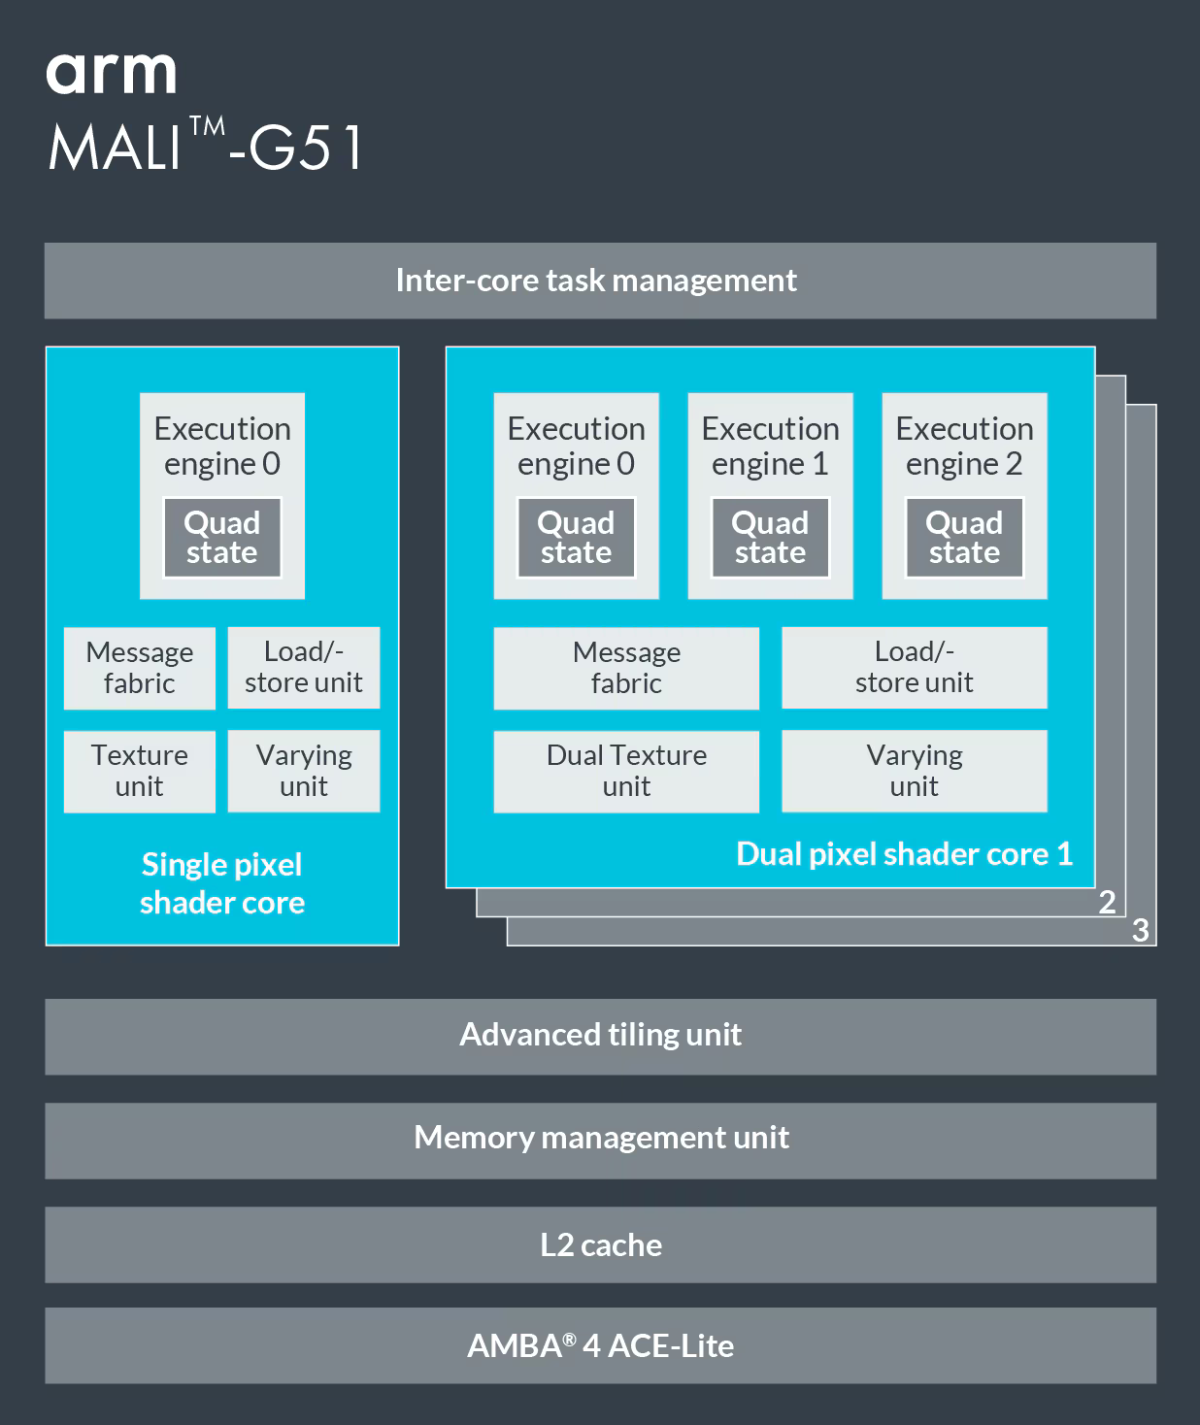 arm
MALI™-G51
Inter-core task management
Execution
engine 0
Quad
state
Message
fabric
Load/-
store unit
Texture
unit
Varying
unit
Single pixel
shader core
Execution
engine 0
Quad
state
Execution
engine 1
Quad
state
Execution
engine 2
Quad
state
Message
fabric
Load/-
store unit
Dual Texture
unit
Varying
unit
Dual pixel shader core 1
2
3
Advanced tiling unit
Memory management unit
L2 cache
AMBA® 4 ACE-Lite